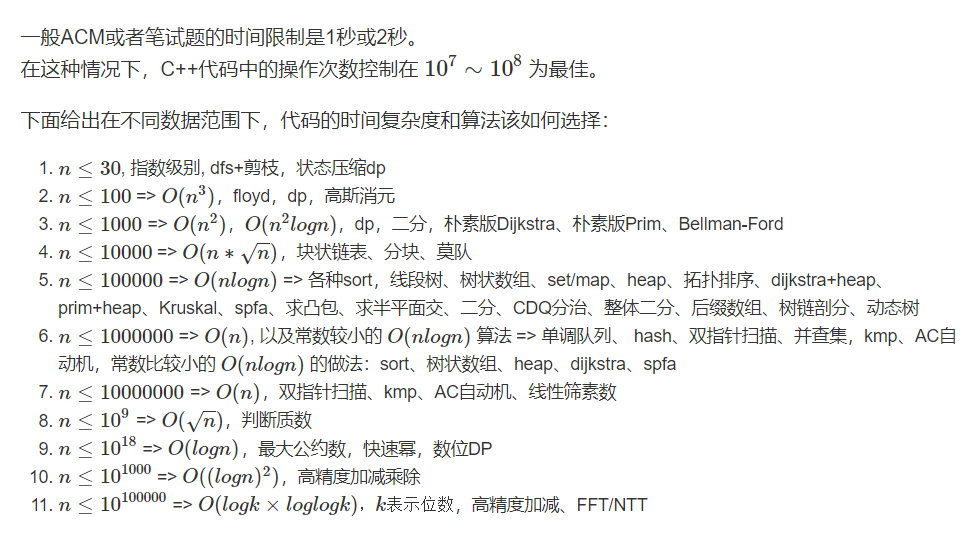 一般ACM或者笔试题的时间限制是1秒或2秒。
在这种情况下，C++代码中的操作次数控制在 10^7 ∼ 10^8 为最佳。
下面给出在不同数据范围下，代码的时间复杂度和算法该如何选择：
1. n ≤ 30, 指数级别, dfs+剪枝，状态压缩dp
2. n ≤ 100 => O(n^3)，floyd，dp，高斯消元
3. n ≤ 1000 => O(n^2)，O(n^2logn)，dp，二分，朴素版Dijkstra、朴素版Prim、Bellman-Ford
4. n ≤ 10000 => O(n ∗ √n)，块状链表、分块、莫队
5. n ≤ 100000 => O(nlogn) => 各种sort，线段树、树状数组、set/map、heap、拓扑排序、dijkstra+heap、
prim+heap、Kruskal、spfa、求凸包、求半平面交、二分、CDQ分治、整体二分、后缀数组、树链剖分、动态树
6. n ≤ 1000000 => O(n), 以及常数较小的 O(nlogn) 算法 => 单调队列、 hash、双指针扫描、并查集，kmp、AC自
动机，常数比较小的 O(nlogn) 的做法：sort、树状数组、heap、dijkstra、spfa
7. n ≤ 10000000 => O(n)，双指针扫描、kmp、AC自动机、线性筛素数
8. n ≤ 10^9 => O(√n)，判断质数
9. n ≤ 10^18 => O(logn)，最大公约数，快速幂，数位DP
10. n ≤ 10^1000 => O((logn)^2)，高精度加减乘除
11. n ≤ 10^100000 => O(logk × loglogk)，k表示位数，高精度加减、FFT/NTT